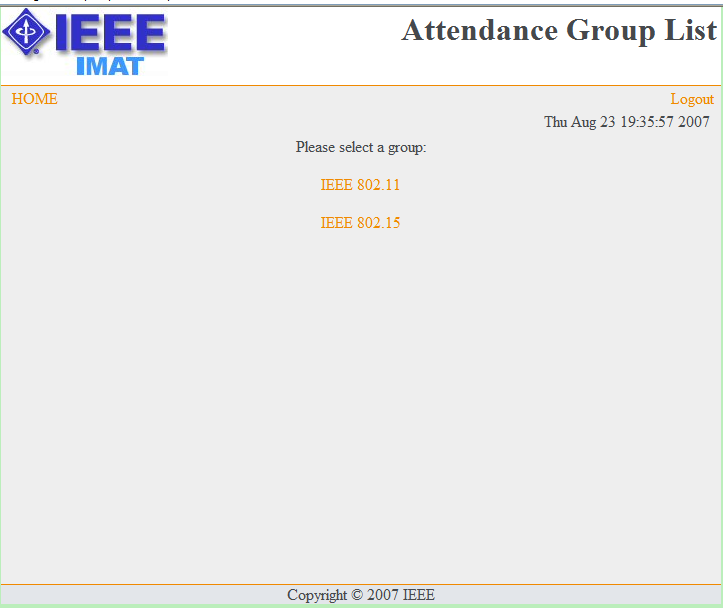 IEEE
IMAT
Attendance Group List
HOME
Logout
Thu Aug 23 19:35:57 2007
Please select a group:
IEEE 802.11
IEEE 802.15
Copyright © 2007 IEEE